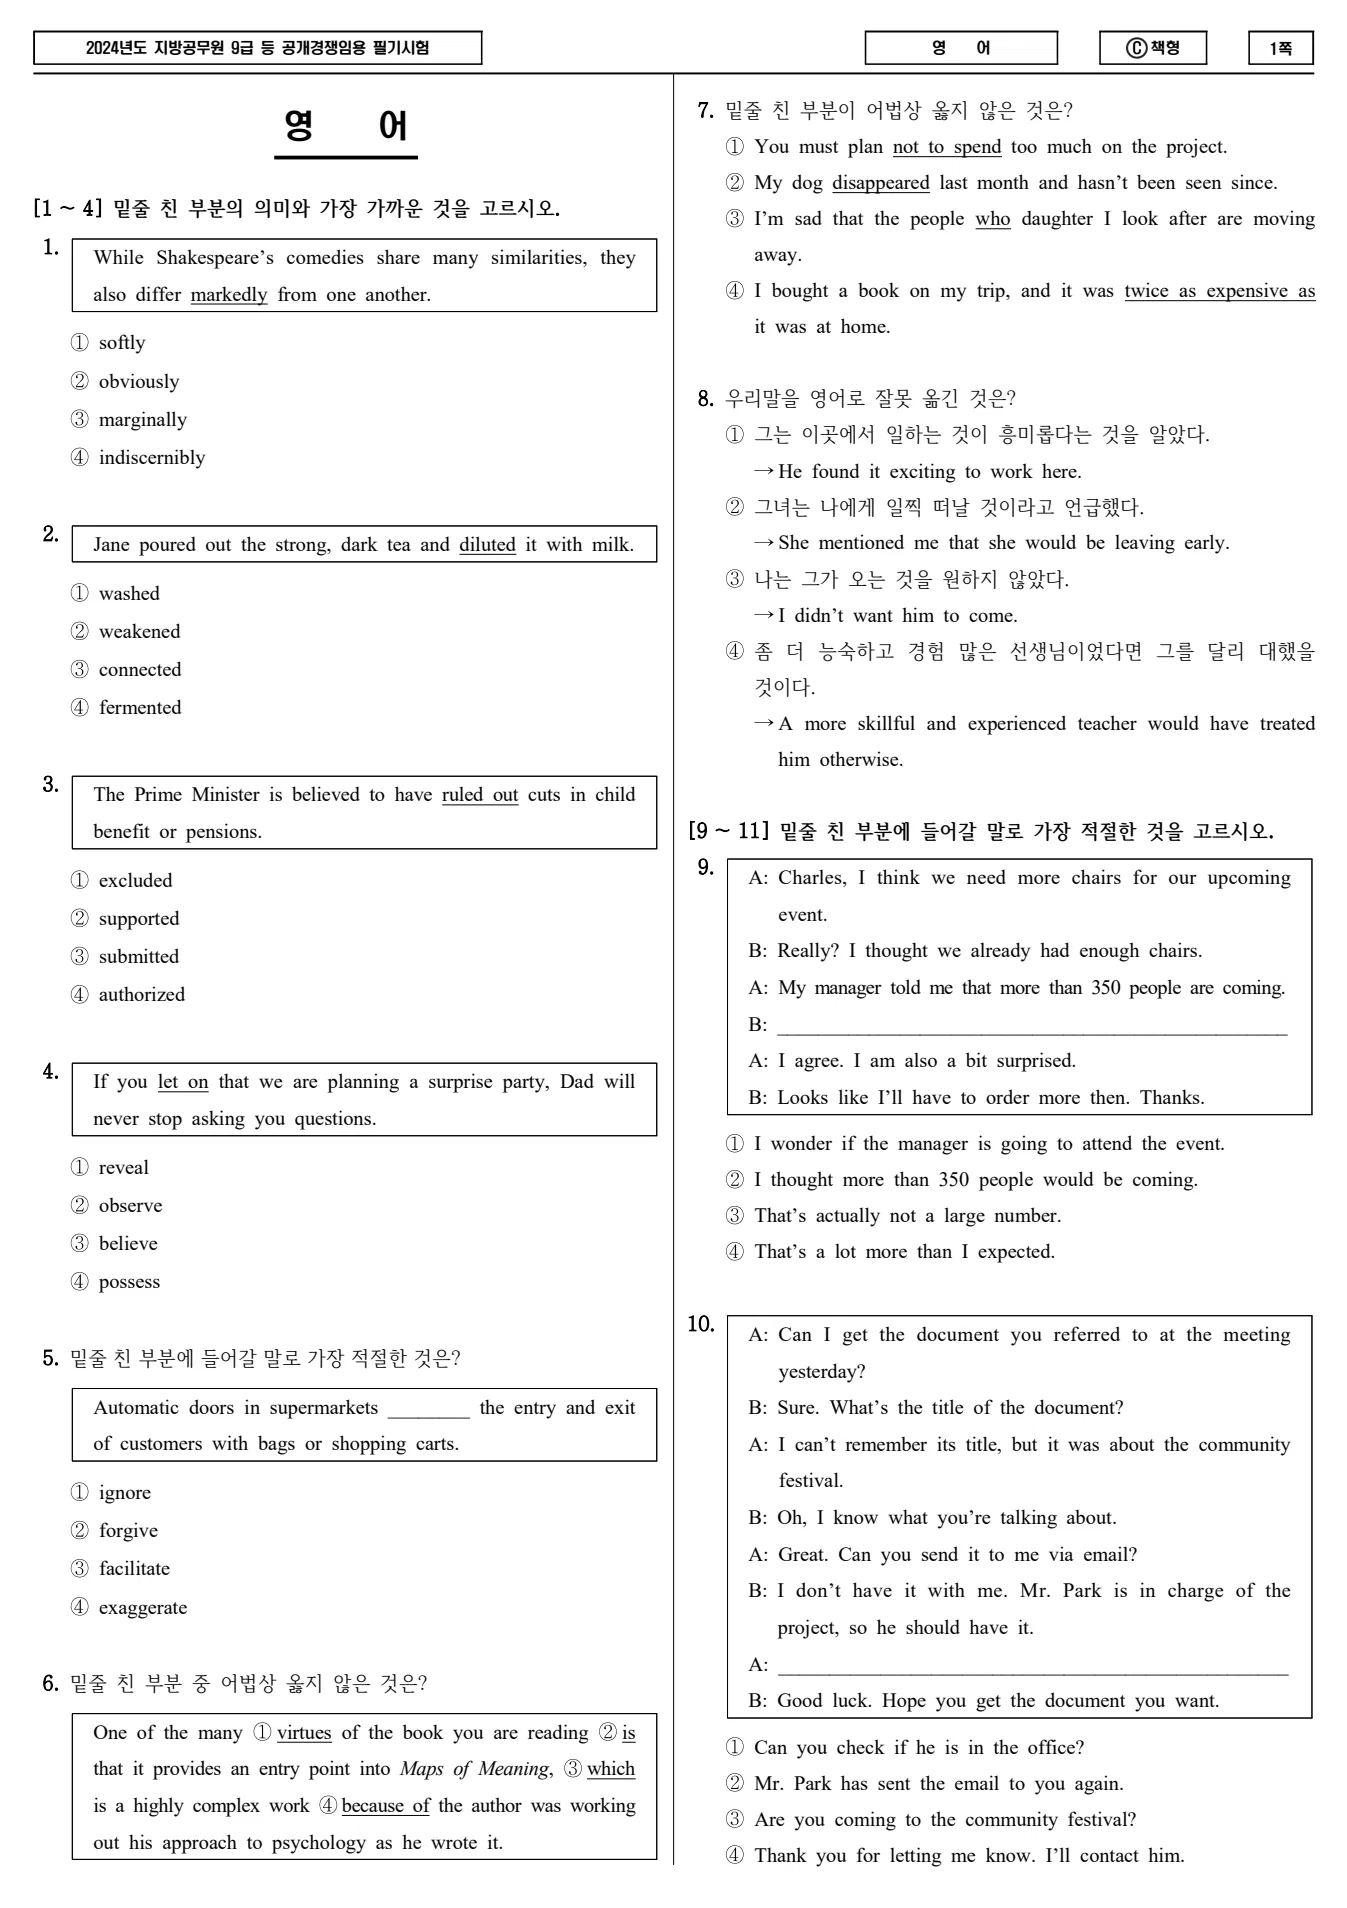 2024년도 지방공무원 9급 등 공개경쟁임용 필기시험
영 어
Ⓒ책형
1쪽
영 어
[1 ~ 4] 밑줄 친 부분의 의미와 가장 가까운 것을 고르시오.
1.
While Shakespeare’s comedies share many similarities, they
also differ markedly from one another.
① softly
② obviously
③ marginally
④ indiscernibly
2.
Jane poured out the strong, dark tea and diluted it with milk.
① washed
② weakened
③ connected
④ fermented
3.
The Prime Minister is believed to have ruled out cuts in child
benefit or pensions.
① excluded
② supported
③ submitted
④ authorized
4.
If you let on that we are planning a surprise party, Dad will
never stop asking you questions.
① reveal
② observe
③ believe
④ possess
5. 밑줄 친 부분에 들어갈 말로 가장 적절한 것은?
Automatic doors in supermarkets ________ the entry and exit
of customers with bags or shopping carts.
① ignore
② forgive
③ facilitate
④ exaggerate
6. 밑줄 친 부분 중 어법상 옳지 않은 것은?
One of the many ① virtues of the book you are reading ② is
that it provides an entry point into Maps of Meaning, ③ which
is a highly complex work ④ because of the author was working
out his approach to psychology as he wrote it.
7. 밑줄 친 부분이 어법상 옳지 않은 것은?
① You must plan not to spend too much on the project.
② My dog disappeared last month and hasn’t been seen since.
③ I’m sad that the people who daughter I look after are moving
away.
④ I bought a book on my trip, and it was twice as expensive as
it was at home.
8. 우리말을 영어로 잘못 옮긴 것은?
① 그는 이곳에서 일하는 것이 흥미롭다는 것을 알았다.
→ He found it exciting to work here.
② 그녀는 나에게 일찍 떠날 것이라고 언급했다.
→ She mentioned me that she would be leaving early.
③ 나는 그가 오는 것을 원하지 않았다.
→ I didn’t want him to come.
④ 좀 더 능숙하고 경험 많은 선생님이었다면 그를 달리 대했을
것이다.
→ A more skillful and experienced teacher would have treated
him otherwise.
[9 ~ 11] 밑줄 친 부분에 들어갈 말로 가장 적절한 것을 고르시오.
9.
A: Charles, I think we need more chairs for our upcoming
event.
B: Really? I thought we already had enough chairs.
A: My manager told me that more than 350 people are coming.
B: ________________________________________________
A: I agree. I am also a bit surprised.
B: Looks like I’ll have to order more then. Thanks.
① I wonder if the manager is going to attend the event.
② I thought more than 350 people would be coming.
③ That’s actually not a large number.
④ That’s a lot more than I expected.
10.
A: Can I get the document you referred to at the meeting
yesterday?
B: Sure. What’s the title of the document?
A: I can’t remember its title, but it was about the community
festival.
B: Oh, I know what you’re talking about.
A: Great. Can you send it to me via email?
B: I don’t have it with me. Mr. Park is in charge of the
project, so he should have it.
A: ________________________________________________
B: Good luck. Hope you get the document you want.
① Can you check if he is in the office?
② Mr. Park has sent the email to you again.
③ Are you coming to the community festival?
④ Thank you for letting me know. I’ll contact him.